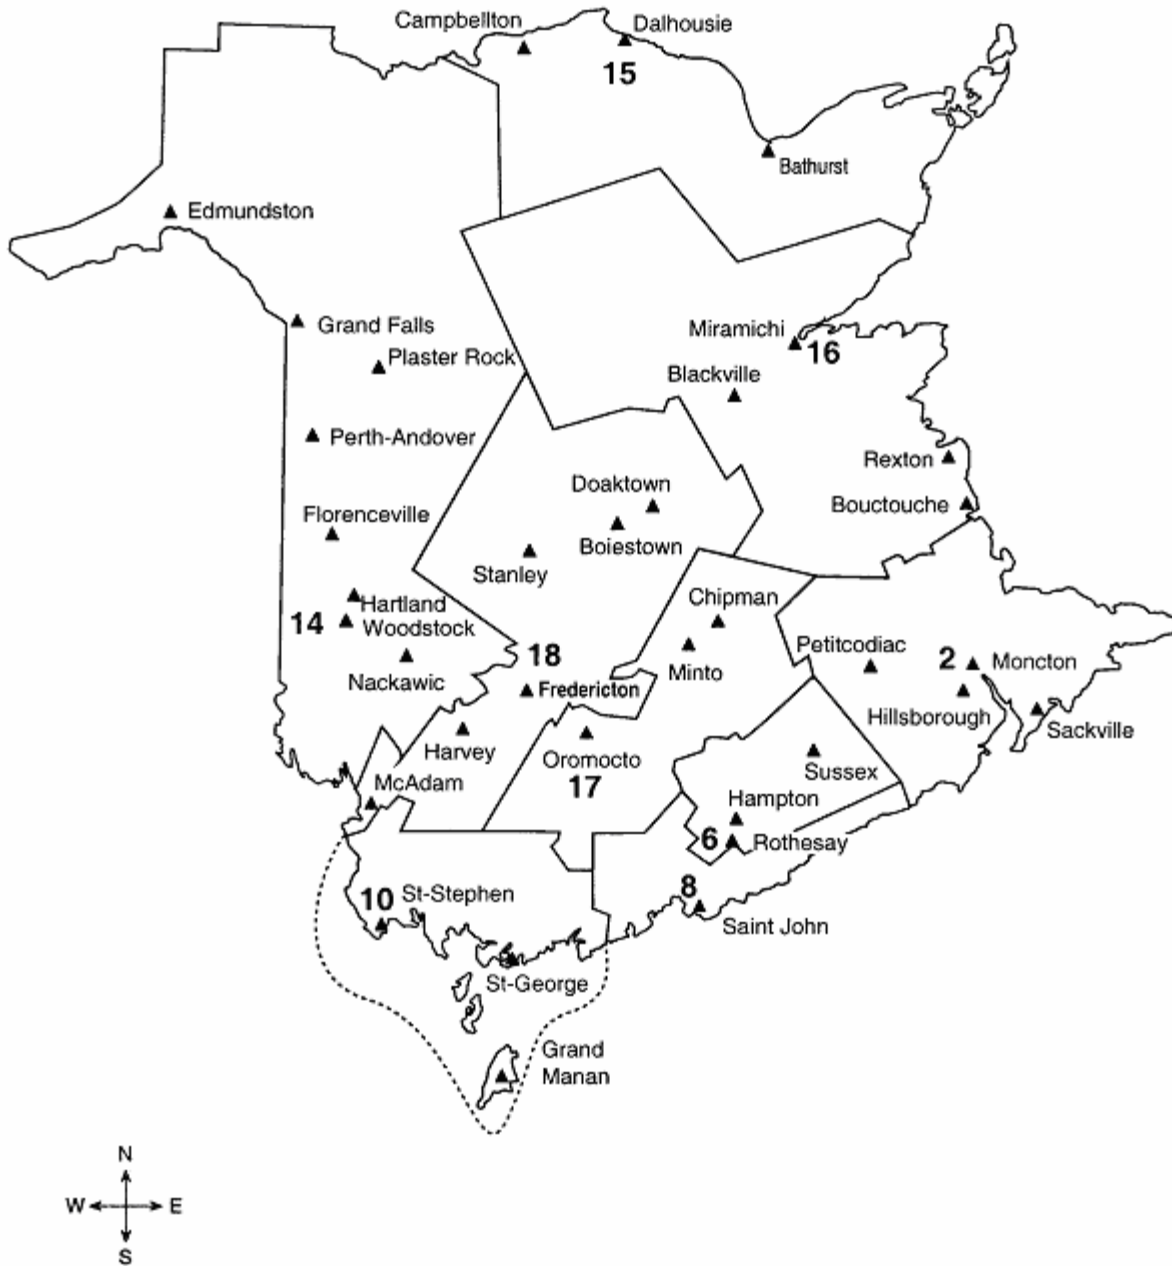 Campbellton
Dalhousie
15
Bathurst
Edmundston
Grand Falls
Plaster Rock
Miramichi
16
Blackville
Perth-Andover
Rexton
Bouctouche
Doaktown
Boiestown
Florenceville
Stanley
Chipman
Hartland
14
Woodstock
18
Minto
Petitcodiac
2
Moncton
Nackawic
Fredericton
Hillsborough
Sackville
Harvey
Oromocto
17
Sussex
McAdam
Hampton
6
Rothesay
10
St-Stephen
8
Saint John
St-George
Grand
Manan
N
W
E
S